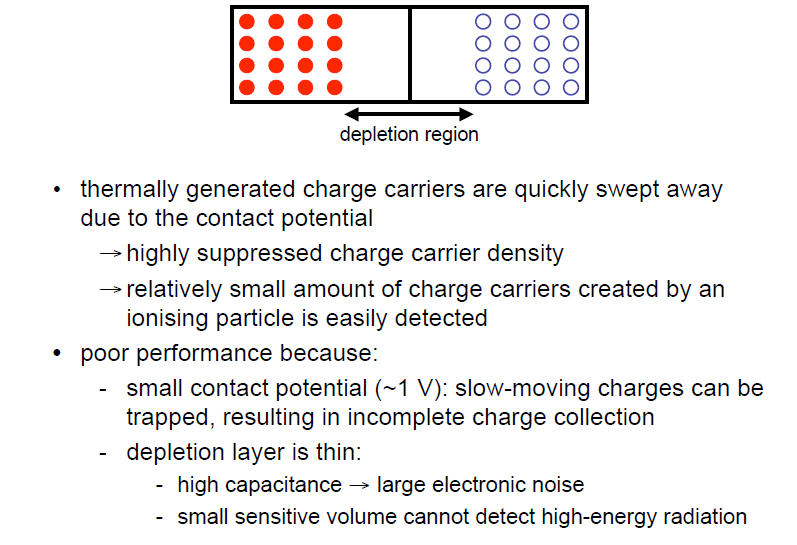 depletion region
• thermally generated charge carriers are quickly swept away
due to the contact potential
→ highly suppressed charge carrier density
→ relatively small amount of charge carriers created by an
ionising particle is easily detected
• poor performance because:
- small contact potential (~1 V): slow-moving charges can be
trapped, resulting in incomplete charge collection
- depletion layer is thin:
- high capacitance → large electronic noise
- small sensitive volume cannot detect high-energy radiation